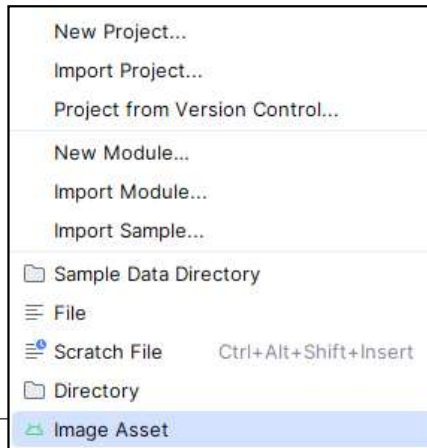 New Project...
Import Project...
Project from Version Control...
New Module...
Import Module...
Import Sample...
Sample Data Directory
File
Scratch File Ctrl+Alt+Shift+Insert
Directory
Image Asset